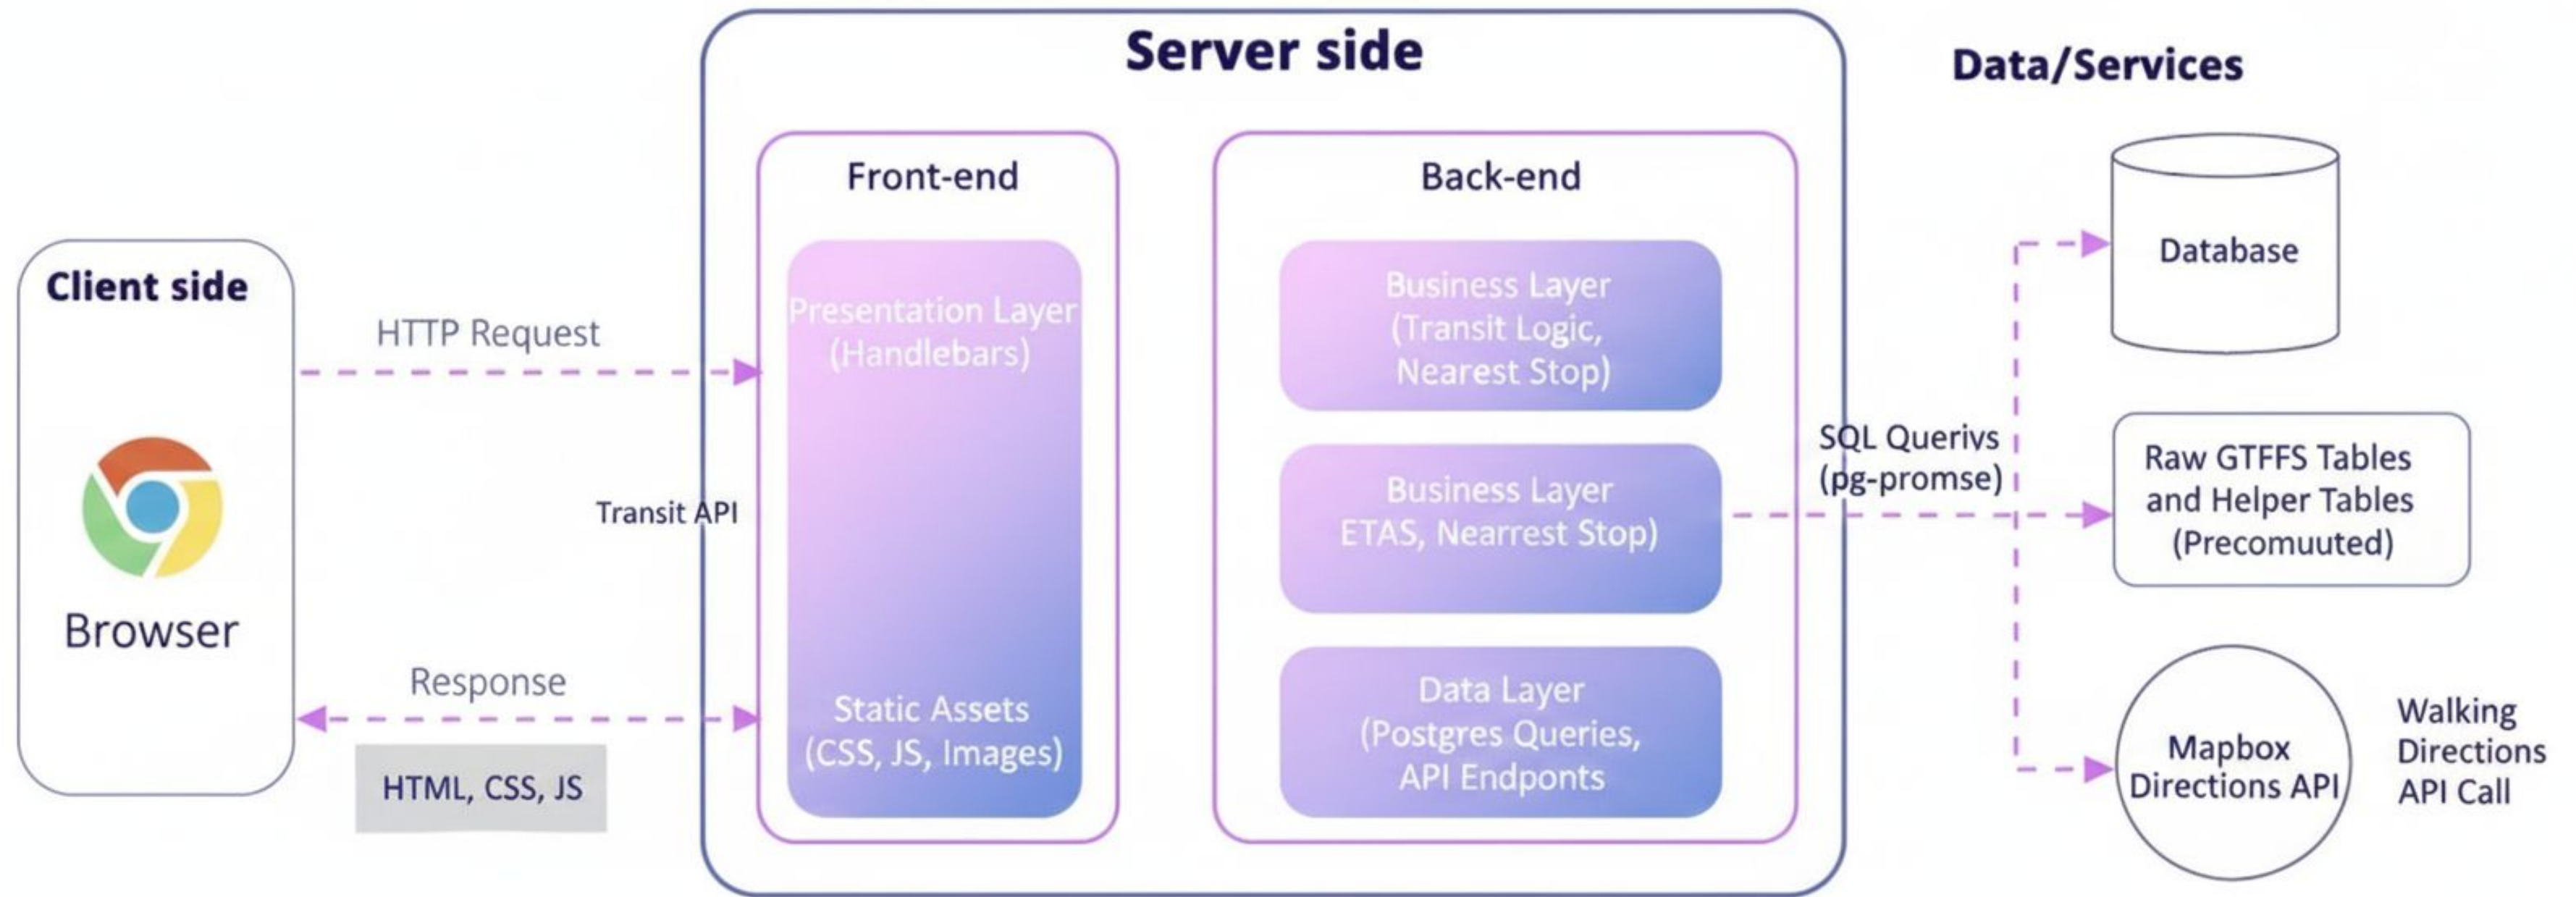 Server side
Data/Services
Client side
Browser
HTTP Request
Transit API
Response
HTML, CSS, JS
Front-end
Presentation Layer
(Handlebars)
Static Assets
(CSS, JS, Images)
Back-end
Business Layer
(Transit Logic,
Nearest Stop)
Business Layer
ETAS, Nearrest Stop)
Data Layer
(Postgres Queries,
API Endponts
SQL Querivs
(pg-promse)
Database
Raw GTFFS Tables
and Helper Tables
(Precomuuted)
Mapbox
Directions API
Walking
Directions
API Call